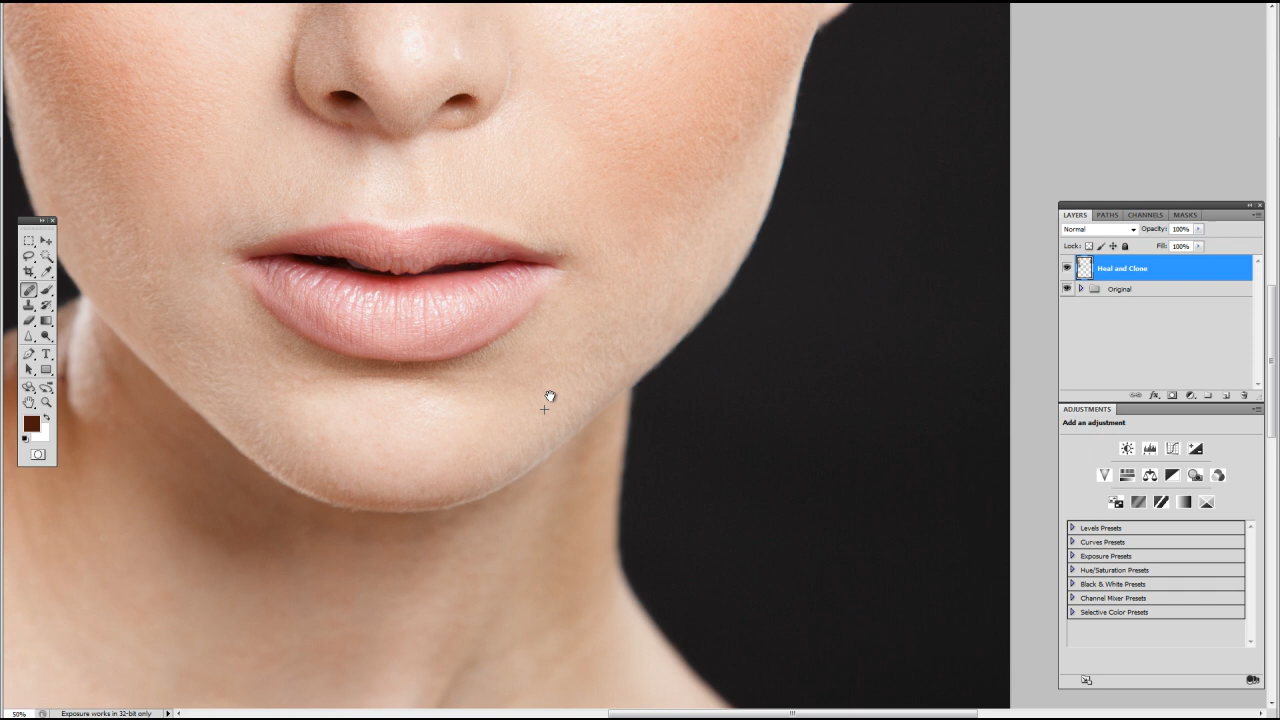 LAYERS PATHS CHANNELS MASKS
Normal Opacity: 100%
Lock: Fill: 100%
Heal and Clone
Original
ADJUSTMENTS
Add an adjustment
Levels Presets
Curves Presets
Exposure Presets
Hue/Saturation Presets
Black & White Presets
Channel Mixer Presets
Selective Color Presets
50% Exposure works in 32-bit only